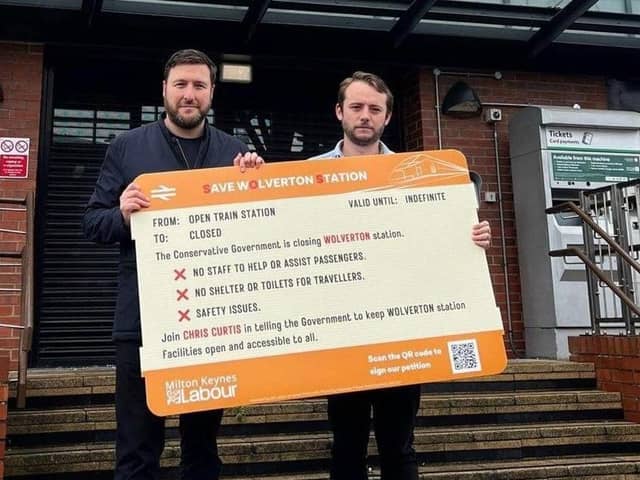 SAVE WOLVERTON STATION
FROM: OPEN TRAIN STATION
VALID UNTIL: INDEFINITE
TO: CLOSED
The Conservative Government is closing WOLVERTON station.
NO STAFF TO HELP OR ASSIST PASSENGERS.
NO SHELTER OR TOILETS FOR TRAVELLERS.
SAFETY ISSUES.
Join CHRIS CURTIS in telling the Government to keep WOLVERTON station
Facilities open and accessible to all.
Milton Keynes
Labour
Scan the QR code to
sign our petition
Tickets
Card payments